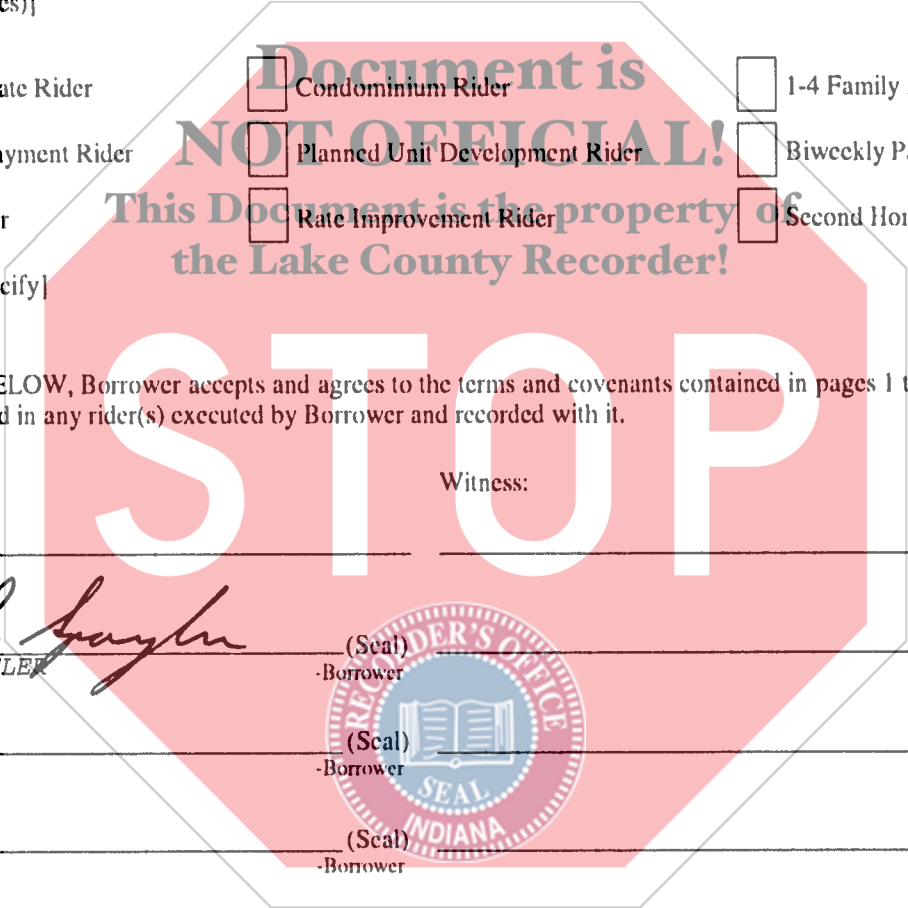 Document is
ate Rider Condominium Rider 1-4 Family
NOT OFFICIAL!
yment Rider Planned Unit Development Rider Biweekly P
This Document is the property of
r Rate Improvement Rider Second Hor
the Lake County Recorder!
cify]
STOP
ELOW, Borrower accepts and agrees to the terms and covenants contained in pages 1 t
d in any rider(s) executed by Borrower and recorded with it.
Witness:
(Seal)
LER
-Borrower
RECORDER'S OFFICE
(Seal)
-Borrower
SEAL
INDIANA
(Seal)
-Borrower